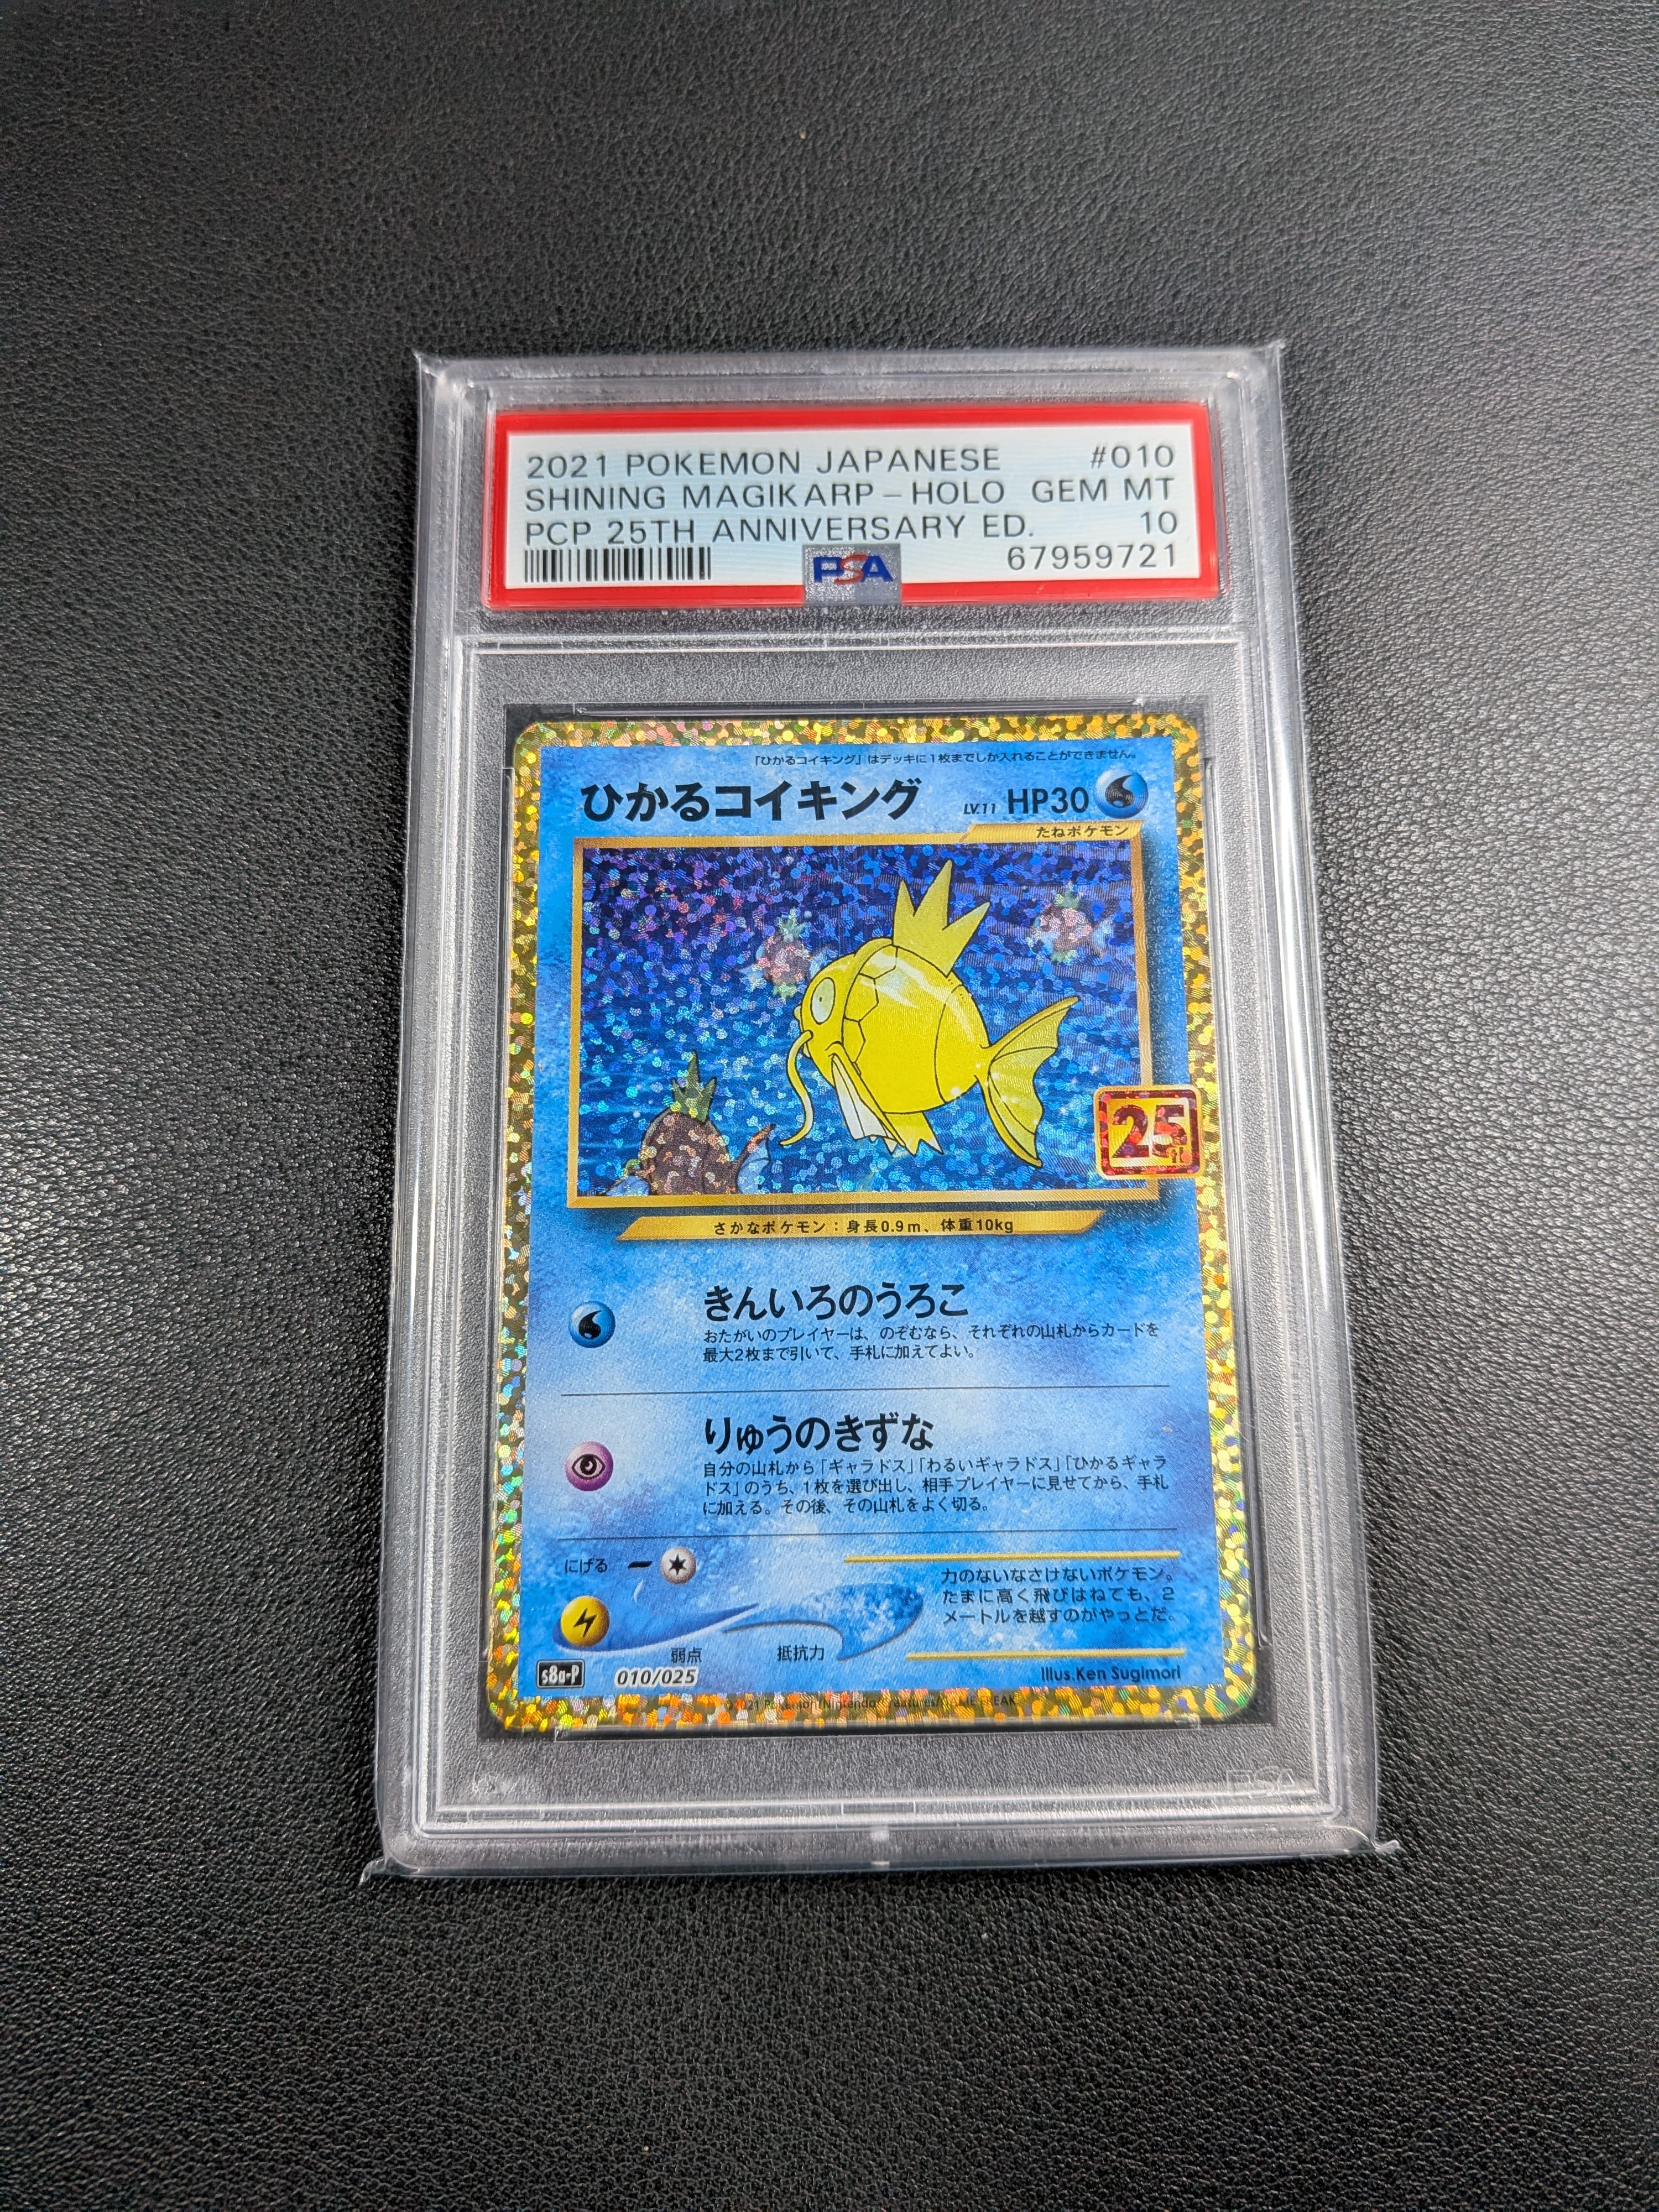 2021 POKEMON JAPANESE #010
SHINING MAGIKARP-HOLO GEM MT
PCP 25TH ANNIVERSARY ED. 10
PSA 67959721
「ひかるコイキング」はデッキに1枚までしか入れることができません。
ひかるコイキング LV.11 HP30
たねポケモン
25th
さかなポケモン：身長0.9m、体重10kg
きんいろのうろこ
おたがいのプレイヤーは、のぞむなら、それぞれの山札からカードを
最大2枚まで引いて、手札に加えてよい。
りゅうのきずな
自分の山札から「ギャラドス」「わるいギャラドス」「ひかるギャラ
ドス」のうち、1枚を選び出し、相手プレイヤーに見せてから、手札
に加える。その後、その山札をよく切る。
にげる
力のないなさけないポケモン。
たまに高く飛びはねても、2
メートルを越すのがやっとだ。
弱点 抵抗力
s8a-P 010/025 Illus.Ken Sugimori
©2021 Pokémon/Nintendo/Creatures/GAME FREAK
PSA